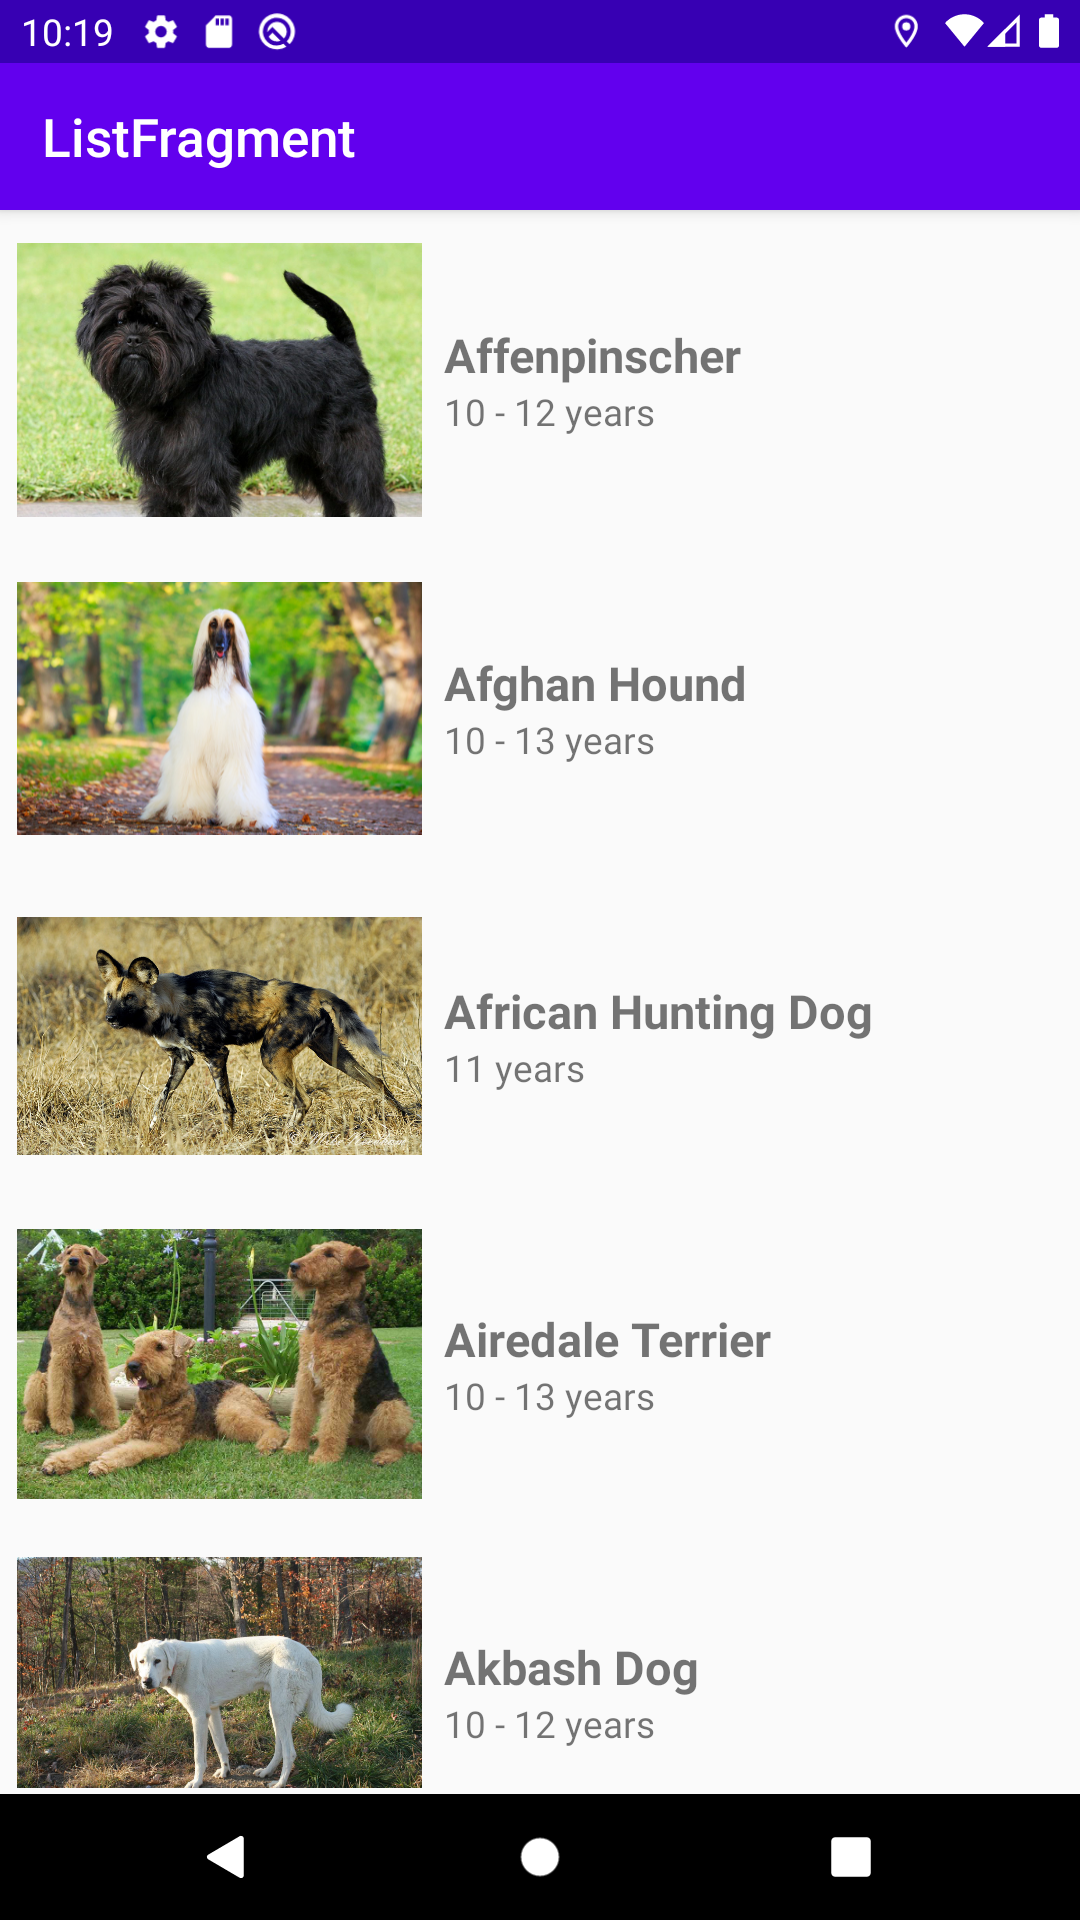 10:19
ListFragment
Affenpinscher
10 - 12 years
Afghan Hound
10 - 13 years
African Hunting Dog
11 years
Airedale Terrier
10 - 13 years
Akbash Dog
10 - 12 years